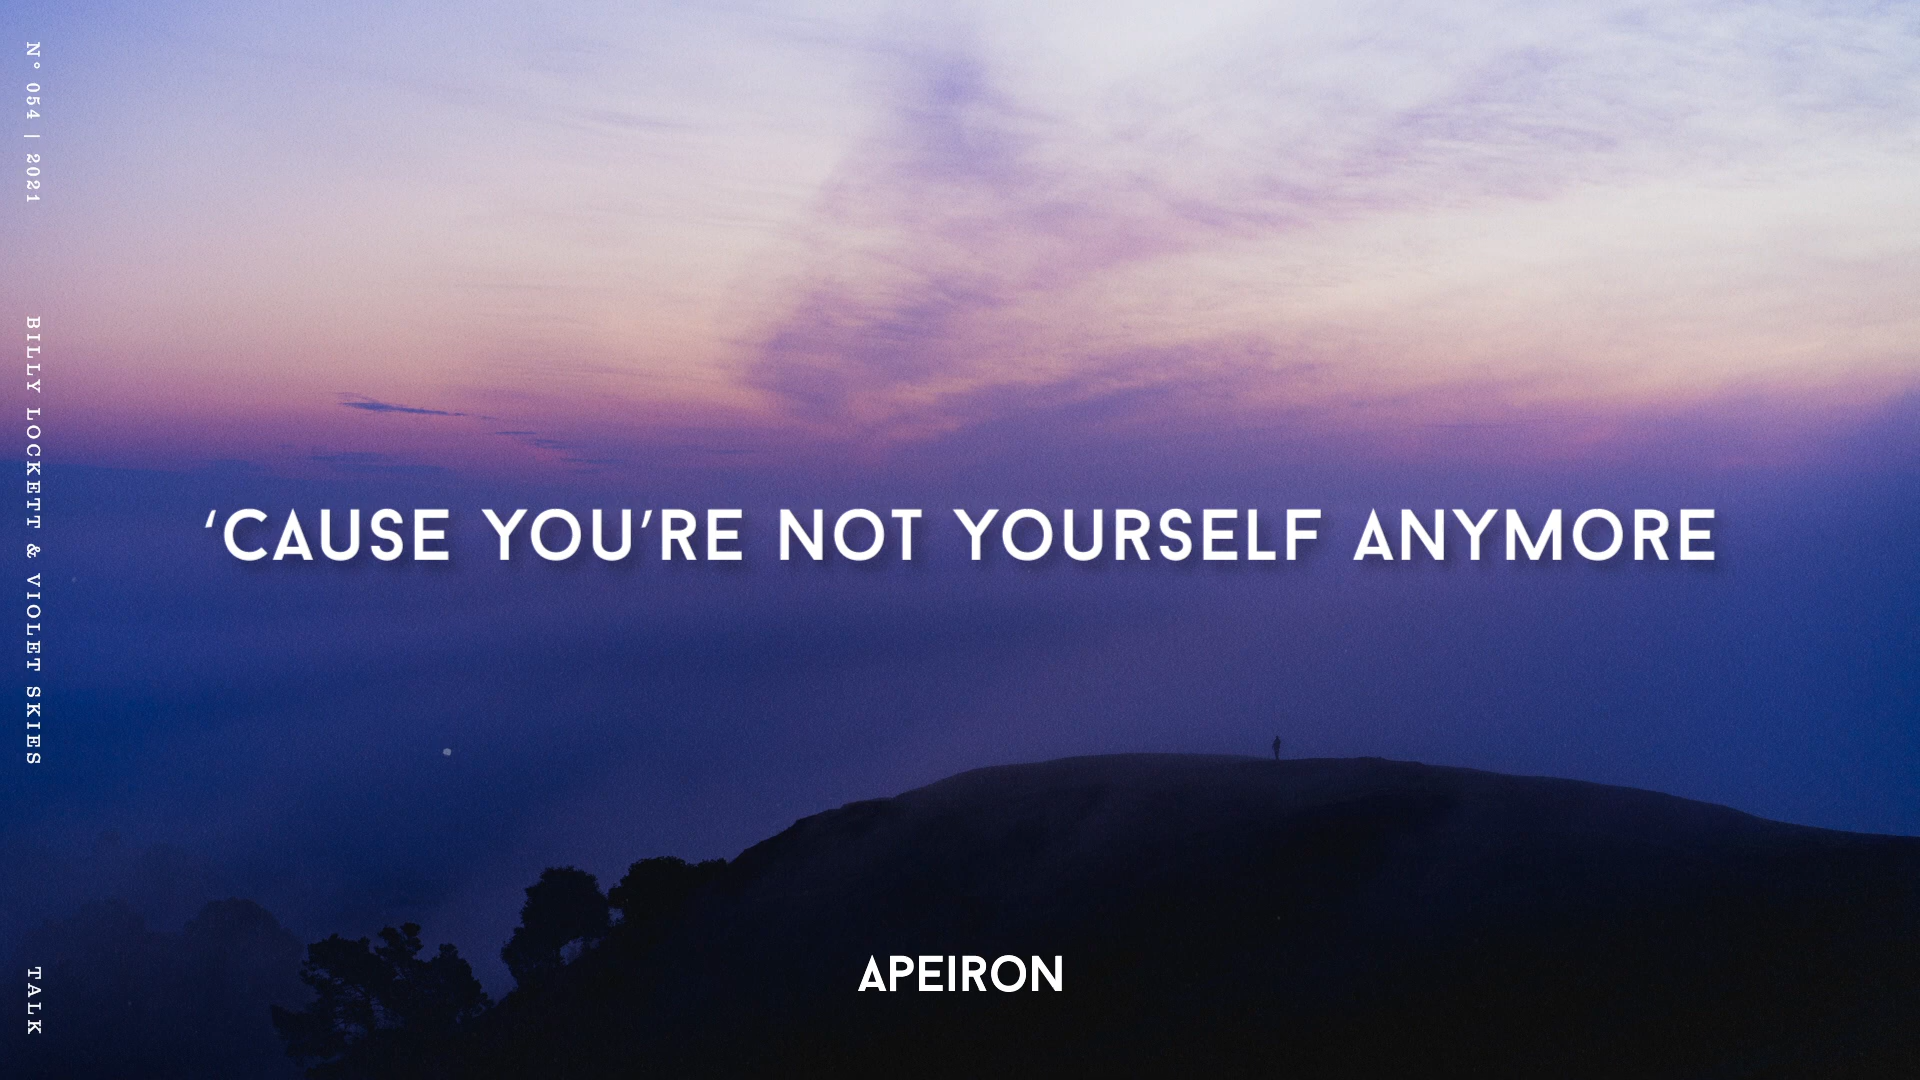 N° 054 | 2021
BILLY LOCKETT & VIOLET SKIES
TALK
‘CAUSE YOU’RE NOT YOURSELF ANYMORE
APEIRON